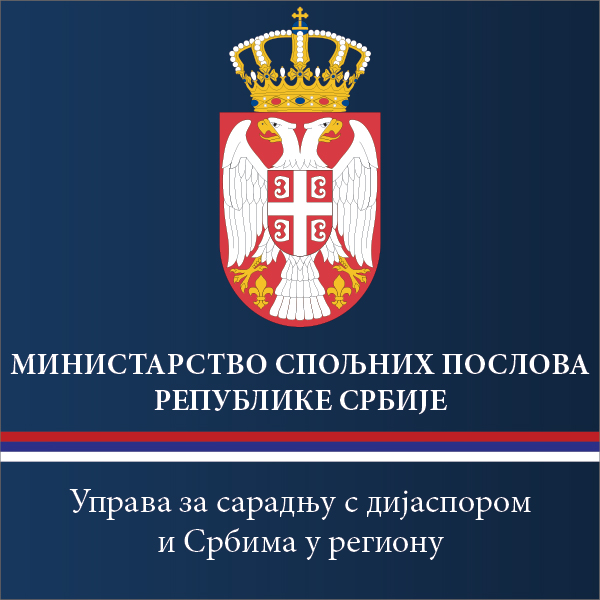 МИНИСТАРСТВО СПОЉНИХ ПОСЛОВА
РЕПУБЛИКЕ СРБИЈЕ
Управа за сарадњу с дијаспором
и Србима у региону